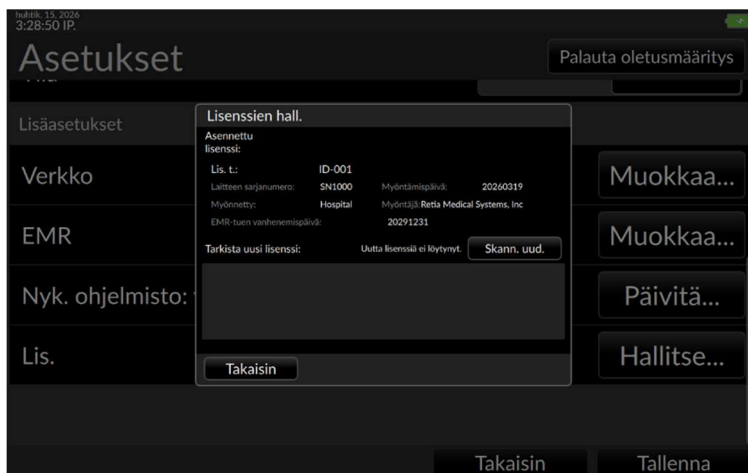 huhtik. 15, 2026
3:28:50 IP.
Asetukset
Palauta oletusmääritys
Lisäasetukset
Verkko
Muokkaa...
EMR
Muokkaa...
Nyk. ohjelmisto:
Päivitä...
Lis.
Hallitse...
Lisenssien hall.
Asennettu
lisenssi:
Lis. t.: ID-001
Laitteen sarjanumero: SN1000 Myöntämispäivä: 20260319
Myönnetty: Hospital Myöntäjä: Retia Medical Systems, Inc
EMR-tuen vanhenemispäivä: 20291231
Tarkista uusi lisenssi: Uutta lisenssiä ei löytynyt. Skann. uud.
Takaisin
Takaisin
Tallenna